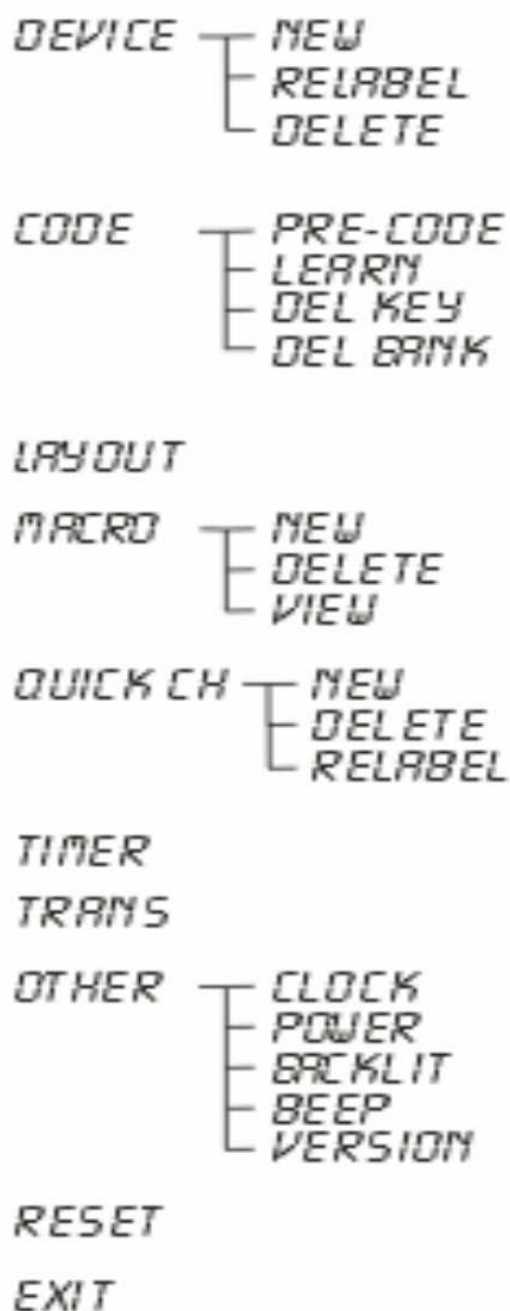 DEVICE NEW
RELABEL
DELETE
CODE PRE-CODE
LEARN
DEL KEY
DEL BANK
LAYOUT
MACRO NEW
DELETE
VIEW
QUICK CH NEW
DELETE
RELABEL
TIMER
TRANS
OTHER CLOCK
POWER
BACKLIT
BEEP
VERSION
RESET
EXIT